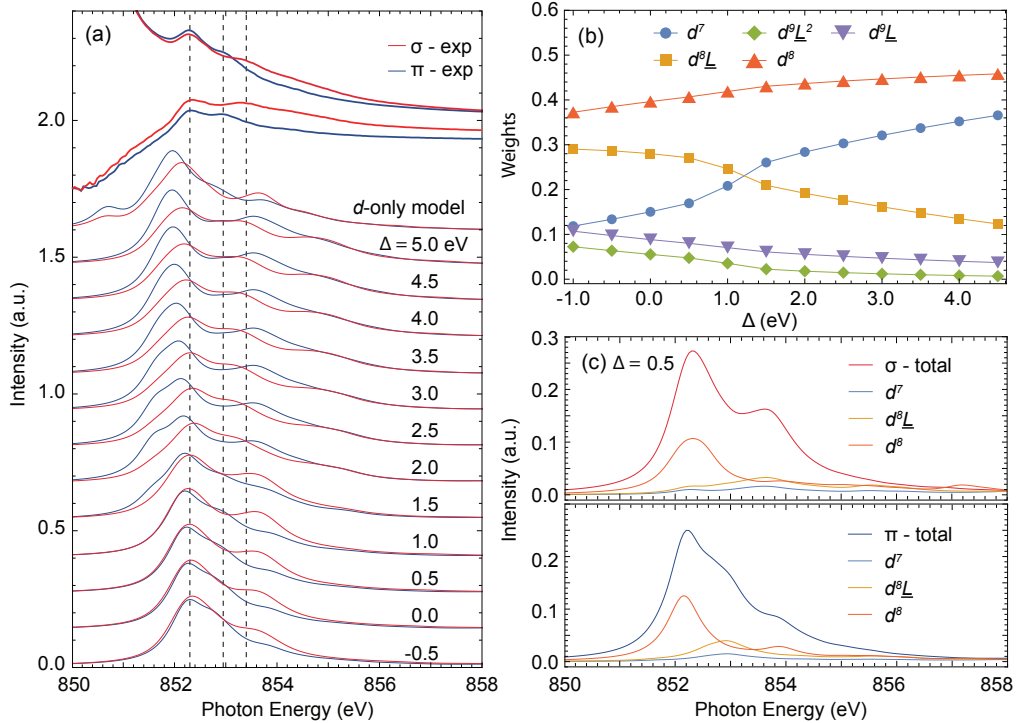 (a)
σ - exp
π - exp
d-only model
Δ = 5.0 eV
4.5
4.0
3.5
3.0
2.5
2.0
1.5
1.0
0.5
0.0
-0.5
2.0
1.5
1.0
0.5
0.0
Intensity (a.u.)
850 852 854 856 858
Photon Energy (eV)
(b)
d⁷ d⁹L² d⁹L
d⁸L d⁸
0.6
0.5
0.4
0.3
0.2
0.1
0.0
Weights
-1.0 0.0 1.0 2.0 3.0 4.0
Δ (eV)
(c) Δ = 0.5
σ - total
d⁷
d⁸L
d⁸
0.3
0.2
0.1
0.0
π - total
d⁷
d⁸L
d⁸
0.2
0.1
0.0
Intensity (a.u.)
850 852 854 856 858
Photon Energy (eV)